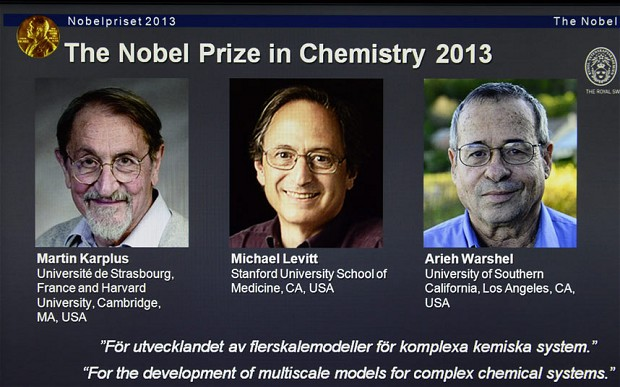 Nobelpriset 2013
The Nobel
The Nobel Prize in Chemistry 2013
THE ROYAL SW
Martin Karplus
Université de Strasbourg,
France and Harvard
University, Cambridge,
MA, USA
Michael Levitt
Stanford University School of
Medicine, CA, USA
Arieh Warshel
University of Southern
California, Los Angeles, CA,
USA
”För utvecklandet av flerskalemodeller för komplexa kemiska system.”
“For the development of multiscale models for complex chemical systems.”